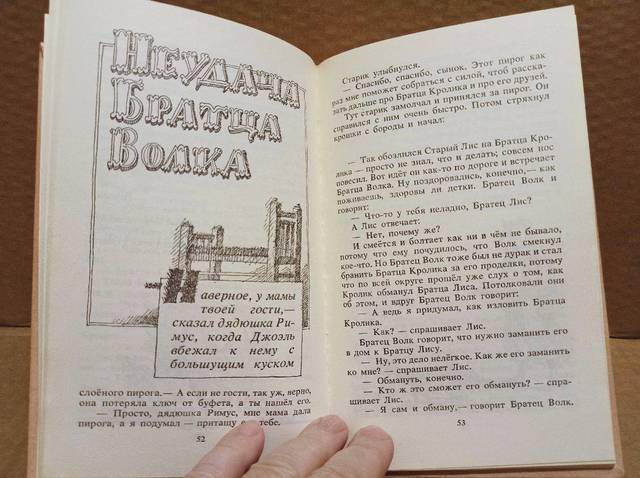 НЕУДАЧА
БРАТЦА
ВОЛКА
аверное, у мамы
твоей гости,—
сказал дядюшка Ри-
мус, когда Джоэль
вбежал к нему с
большущим куском
слоёного пирога.— А если не гости, так уж, верно,
она потеряла ключ от буфета, а ты нашёл его.
— Просто, дядюшка Римус, мне мама дала
пирога, а я подумал — притащу тебе.
52
Старик улыбнулся.
— Спасибо, спасибо, сынок. Этот пирог как
раз мне поможет собраться с силой, чтоб расска-
зать дальше про Братца Кролика и про его друзей.
Тут старик замолчал и принялся за пирог. Он
справился с ним очень быстро. Потом стряхнул
крошки с бороды и начал:
— Так обозлился Старый Лис на Братца Кро-
лика — просто не знал, что и делать; совсем нос
повесил. Вот идёт он как-то по дороге и встречает
Братца Волка. Ну поздоровались, конечно,— как
поживаешь, здоровы ли детки. Братец Волк и
говорит:
— Что-то у тебя неладно, Братец Лис?
А Лис отвечает:
— Нет, почему же?
И смеётся и болтает как ни в чём не бывало,
потому что ему почудилось, что Волк смекнул
кое-что. Но Братец Волк тоже был не дурак и стал
бранить Братца Кролика за его проделки, потому
что по всей округе прошёл уже слух о том, как
Кролик обманул Братца Лиса. Потолковали они
об этом, и вдруг Братец Волк говорит:
— А ведь я придумал, как изловить Братца
Кролика.
— Как? — спрашивает Лис.
Братец Волк говорит, что нужно заманить его
в дом к Братцу Лису.
— Ну, это дело нелёгкое. Как же его заманить
ко мне? — спрашивает Лис.
— Обмануть, конечно.
— Кто ж это сможет его обмануть? — спра-
шивает Лис.
— Я сам и обману,— говорит Братец Волк.
53